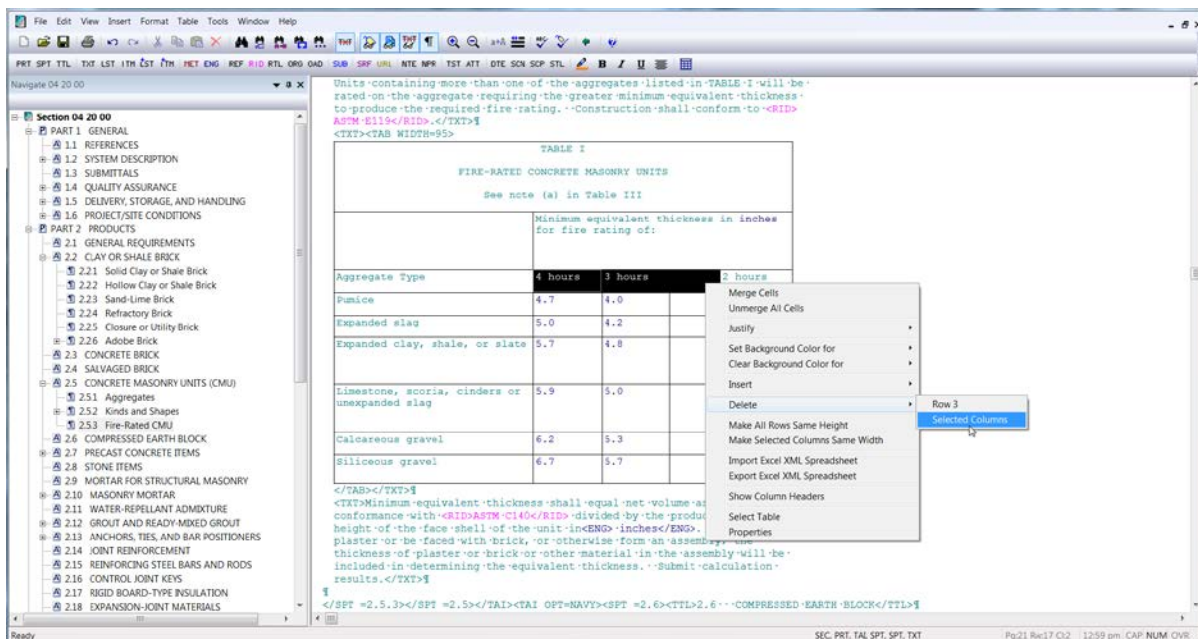 File Edit View Insert Format Table Tools Window Help
PRT SPT TTL TXT LST ITM LST ITM MET ENG REF RID RTL ORG OAD SUB SRF URL NTE NPR TST ATT DTE SCN SCP STL B I U
Navigate 04 20 00
Section 04 20 00
PART 1 GENERAL
1.1 REFERENCES
1.2 SYSTEM DESCRIPTION
1.3 SUBMITTALS
1.4 QUALITY ASSURANCE
1.5 DELIVERY, STORAGE, AND HANDLING
1.6 PROJECT/SITE CONDITIONS
PART 2 PRODUCTS
2.1 GENERAL REQUIREMENTS
2.2 CLAY OR SHALE BRICK
2.2.1 Solid Clay or Shale Brick
2.2.2 Hollow Clay or Shale Brick
2.2.3 Sand-Lime Brick
2.2.4 Refractory Brick
2.2.5 Closure or Utility Brick
2.2.6 Adobe Brick
2.3 CONCRETE BRICK
2.4 SALVAGED BRICK
2.5 CONCRETE MASONRY UNITS (CMU)
2.5.1 Aggregates
2.5.2 Kinds and Shapes
2.5.3 Fire-Rated CMU
2.6 COMPRESSED EARTH BLOCK
2.7 PRECAST CONCRETE ITEMS
2.8 STONE ITEMS
2.9 MORTAR FOR STRUCTURAL MASONRY
2.10 MASONRY MORTAR
2.11 WATER-REPELLANT ADMIXTURE
2.12 GROUT AND READY-MIXED GROUT
2.13 ANCHORS, TIES, AND BAR POSITIONERS
2.14 JOINT REINFORCEMENT
2.15 REINFORCING STEEL BARS AND RODS
2.16 CONTROL JOINT KEYS
2.17 RIGID BOARD-TYPE INSULATION
2.18 EXPANSION-JOINT MATERIALS
Units·containing·more·than·one·of·the·aggregates·listed·in·TABLE·I·will·be·
rated·on·the·aggregate·requiring·the·greater·minimum·equivalent·thickness·
to·produce·the·required·fire·rating.··Construction·shall·conform·to·<RID>
ASTM·E119</RID>.</TXT>¶
<TXT><TAB WIDTH=95>
TABLE I
FIRE-RATED CONCRETE MASONRY UNITS
See note (a) in Table III
Minimum equivalent thickness in inches
for fire rating of:
Aggregate Type 4 hours 3 hours 2 hours
Pumice 4.7 4.0
Expanded slag 5.0 4.2
Expanded clay, shale, or slate 5.7 4.8
Limestone, scoria, cinders or 5.9 5.0
unexpanded slag
Calcareous gravel 6.2 5.3
Siliceous gravel 6.7 5.7
</TAB></TXT>¶
<TXT>Minimum·equivalent·thickness·shall·equal·net·volume·as
conformance·with·<RID>ASTM·C140</RID>·divided·by·the·produ
height·of·the·face·shell·of·the·unit·in<ENG>·inches</ENG>.
plaster·or·be·faced·with·brick,·or·otherwise·form·an·assembly, the
thickness·of·plaster·or·brick·or·other·material·in·the·assembly·will·be·
included·in·determining·the·equivalent·thickness.··Submit·calculation·
results.</TXT>¶
¶
</SPT =2.5.3></SPT =2.5></TAI><TAI OPT=NAVY><SPT =2.6><TTL>2.6···COMPRESSED·EARTH·BLOCK</TTL>¶
Merge Cells
Unmerge All Cells
Justify
Set Background Color for
Clear Background Color for
Insert
Delete
Make All Rows Same Height
Make Selected Columns Same Width
Import Excel XML Spreadsheet
Export Excel XML Spreadsheet
Show Column Headers
Select Table
Properties
Row 3
Selected Columns
Ready SEC, PRT, TAI, SPT, SPT, TXT Pg:21 Rw:17 Cl:2 12:59 pm CAP NUM OVR